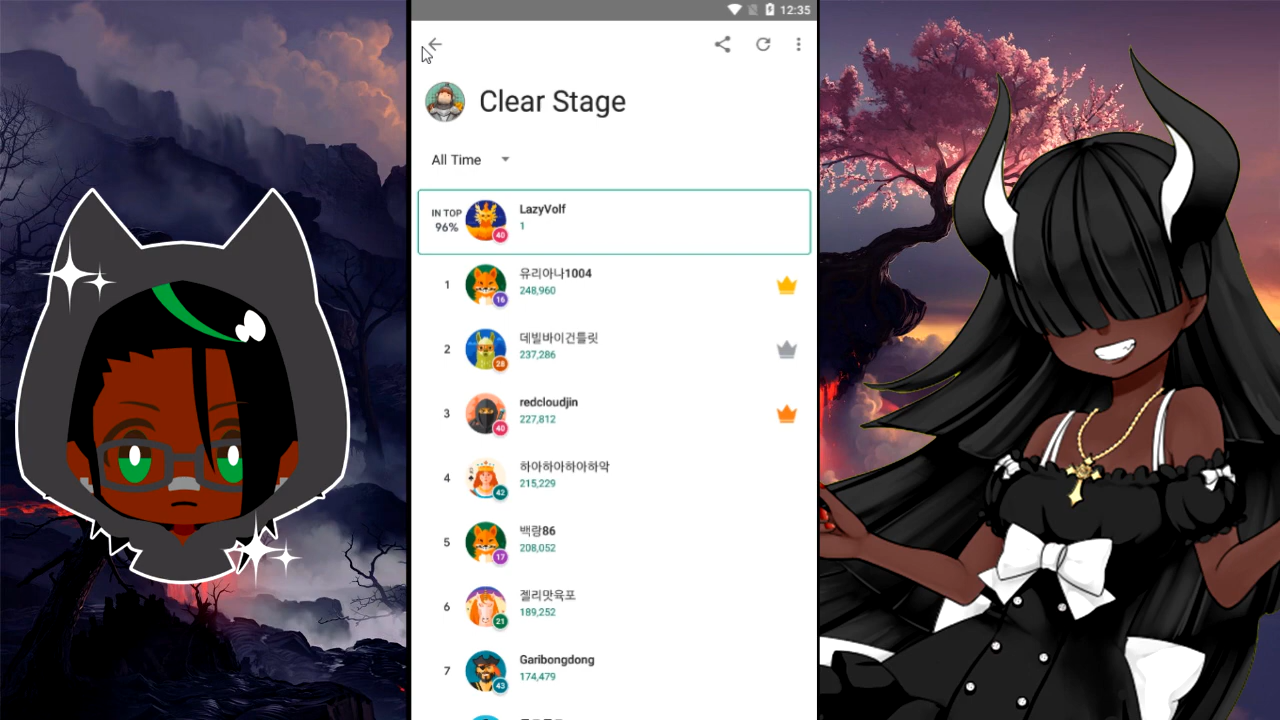 12:35
Clear Stage
All Time
IN TOP
96%
LazyVolf
1
40
1
유리아나1004
248,960
16
2
데빌바이건틀릿
237,286
28
3
redcloudjin
227,812
40
4
하아하아하아하악
215,229
42
5
백랑86
208,052
17
6
젤리맛육포
189,252
21
7
Garibongdong
174,479
43